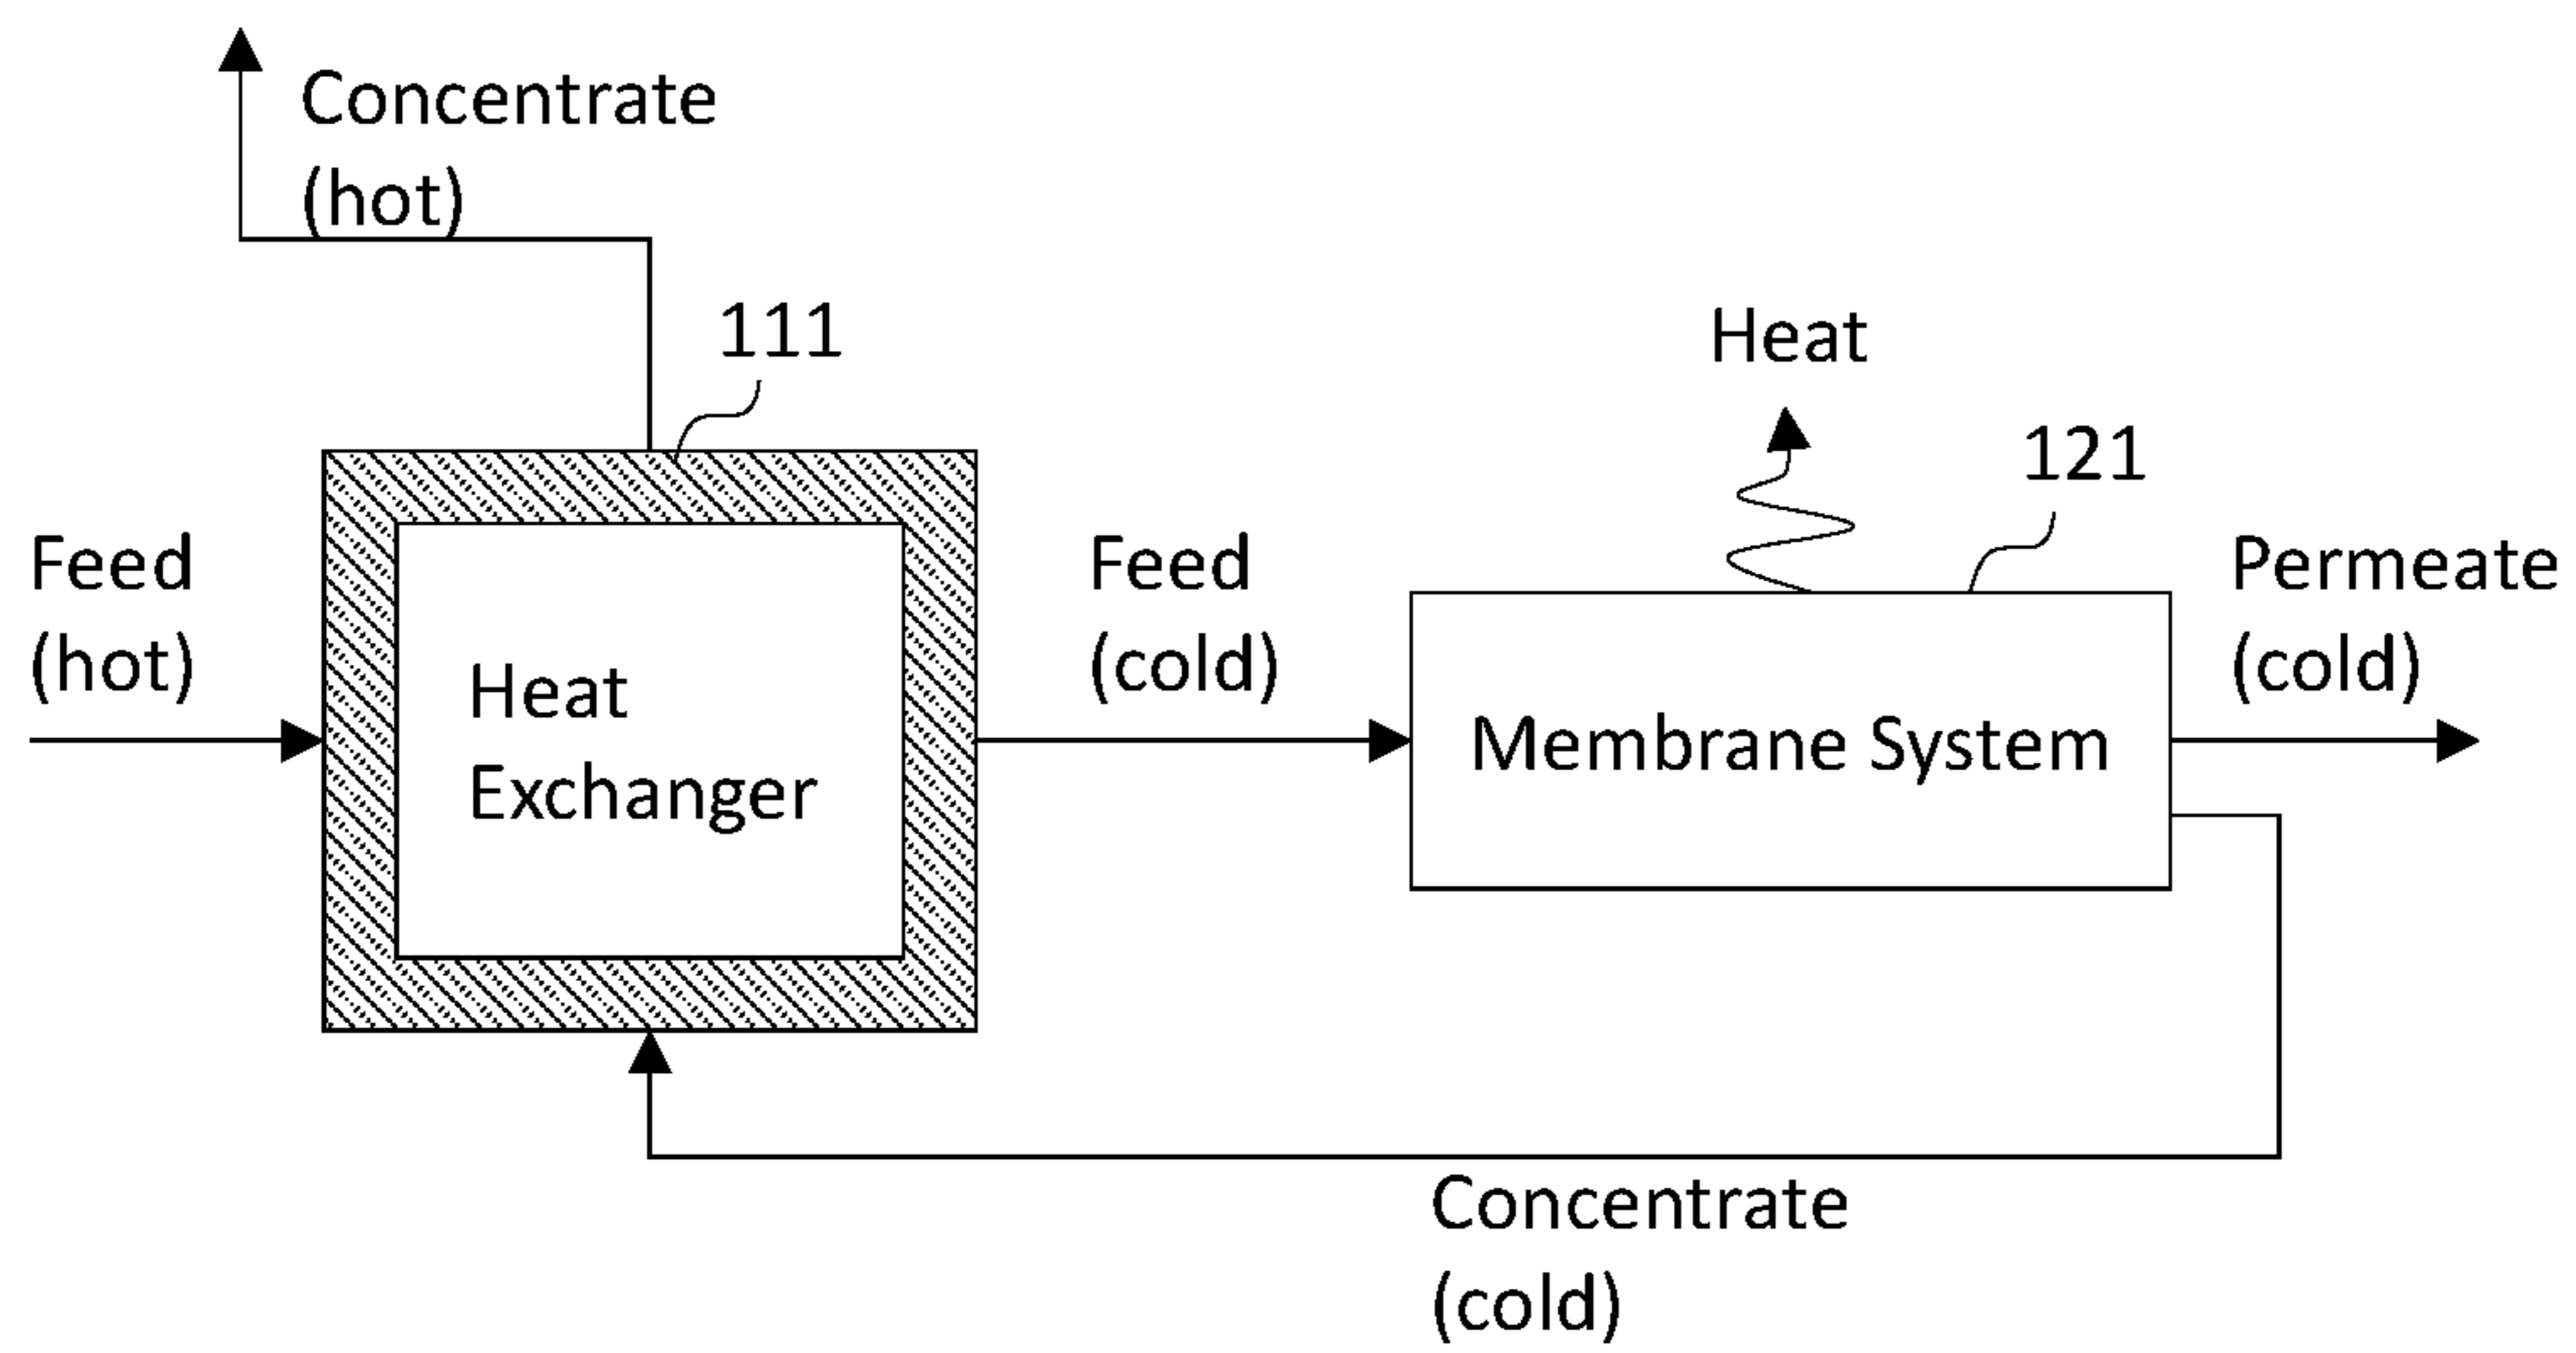 Concentrate
(hot)
111
Heat
121
Feed
(hot)
Feed
(cold)
Permeate
(cold)
Heat
Exchanger
Membrane System
Concentrate
(cold)